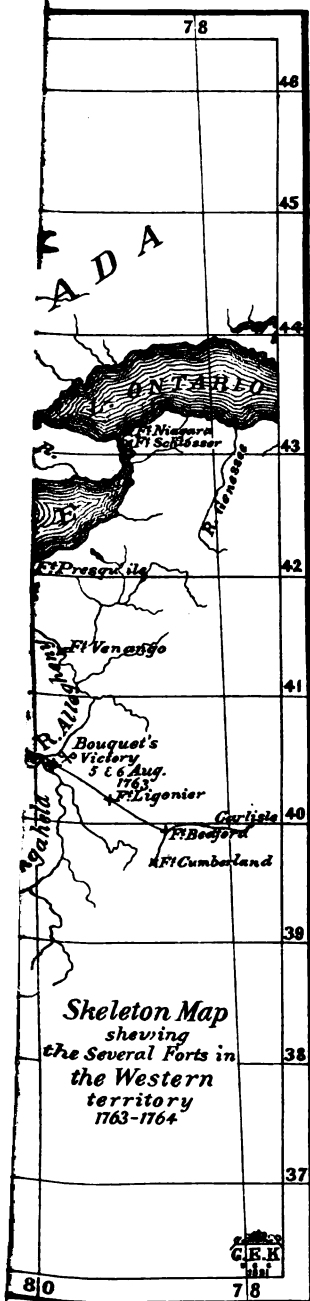 78
46
45
ADA
44
L. ONTARIO
Ft. Niagara
Ft. Schlosser
43
R.
R. Genesee
E
42
Ft. Presqu'ile
Ft. Venango
R. Alleghany
41
Bouquet's
Victory
5 & 6 Aug.
1763
Ft. Ligonier
Carlisle
40
Ft. Bedford
Ft. Cumberland
ngaheld
39
Skeleton Map
shewing
the Several Forts in
the Western
territory
1763-1764
38
37
G.E.K
80
78